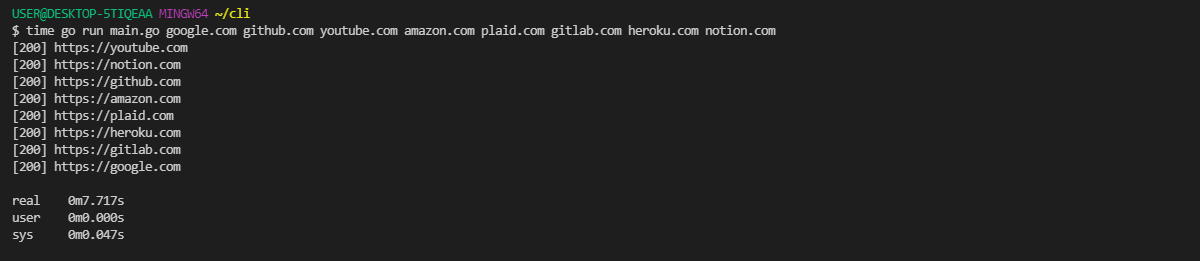 USER@DESKTOP-5TIQEAA MINGW64 ~/cli
$ time go run main.go google.com github.com youtube.com amazon.com plaid.com gitlab.com heroku.com notion.com
[200] https://youtube.com
[200] https://notion.com
[200] https://github.com
[200] https://amazon.com
[200] https://plaid.com
[200] https://heroku.com
[200] https://gitlab.com
[200] https://google.com
real 0m7.717s
user 0m0.000s
sys 0m0.047s